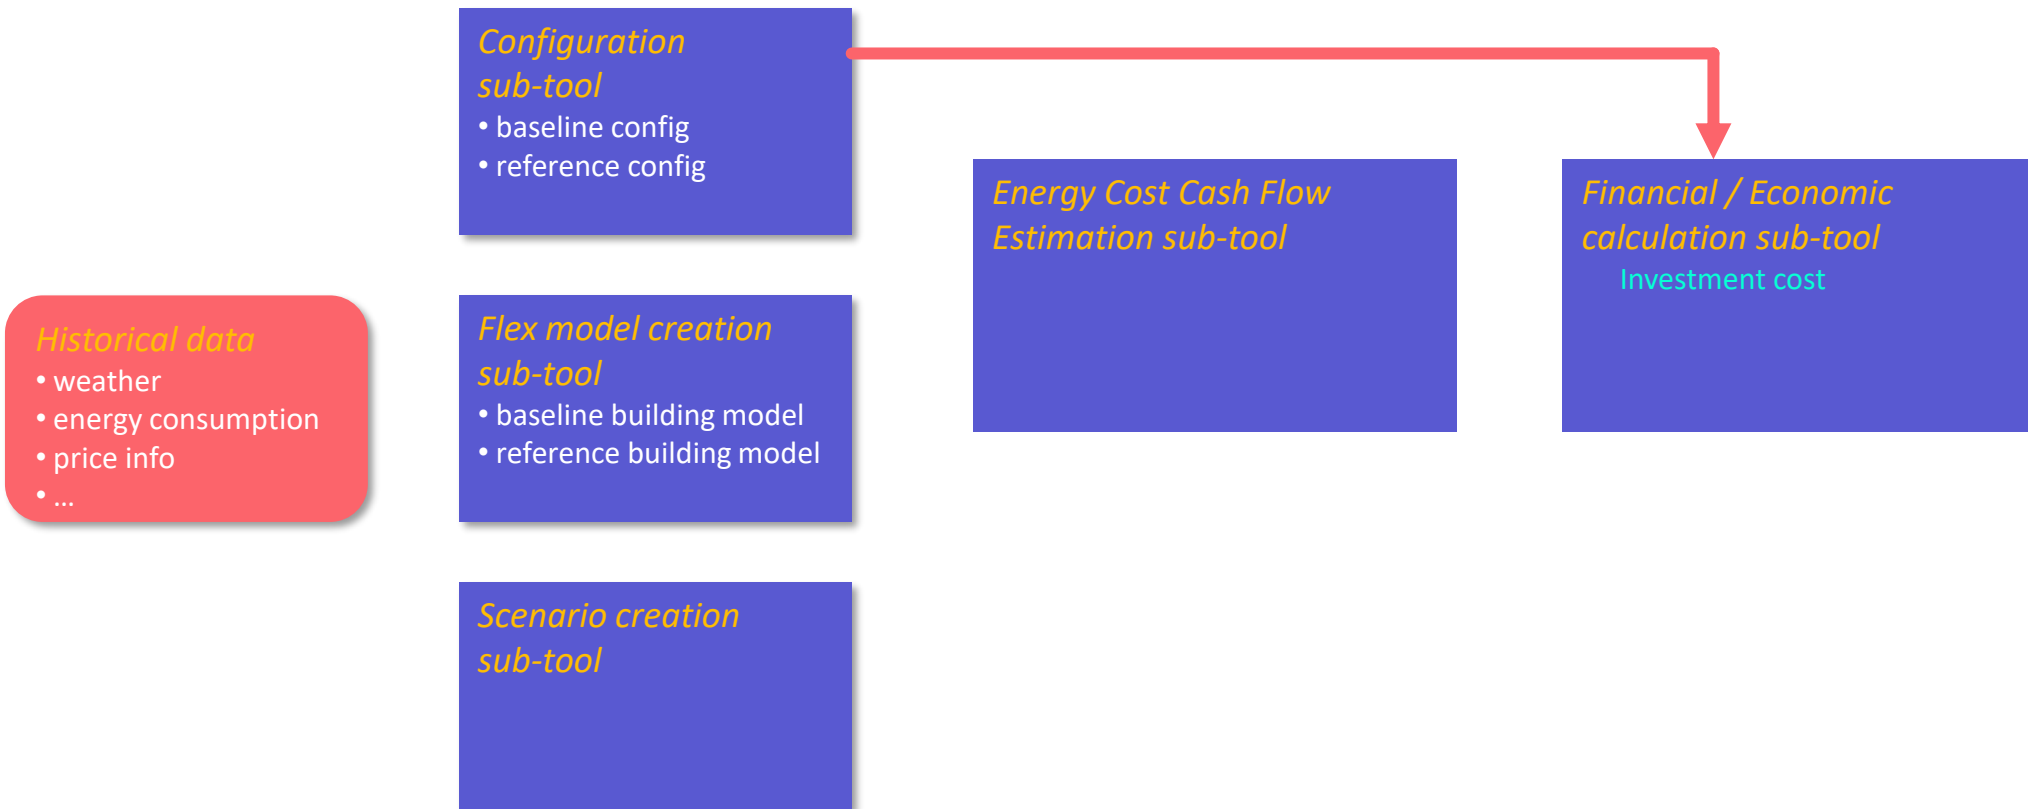 Configuration
sub-tool
• baseline config
• reference config
Energy Cost Cash Flow
Estimation sub-tool
Financial / Economic
calculation sub-tool
Investment cost
Historical data
• weather
• energy consumption
• price info
• ...
Flex model creation
sub-tool
• baseline building model
• reference building model
Scenario creation
sub-tool